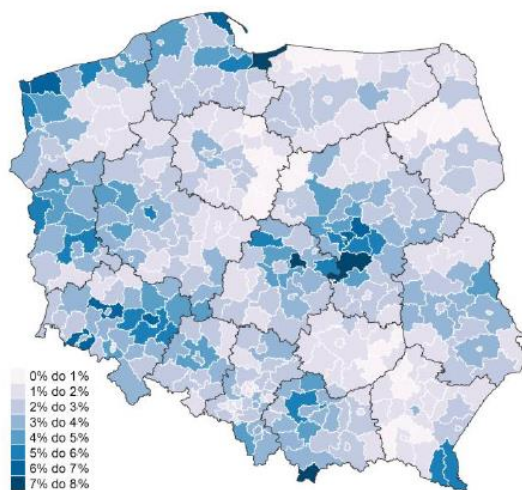 0% do 1%
1% do 2%
2% do 3%
3% do 4%
4% do 5%
5% do 6%
6% do 7%
7% do 8%